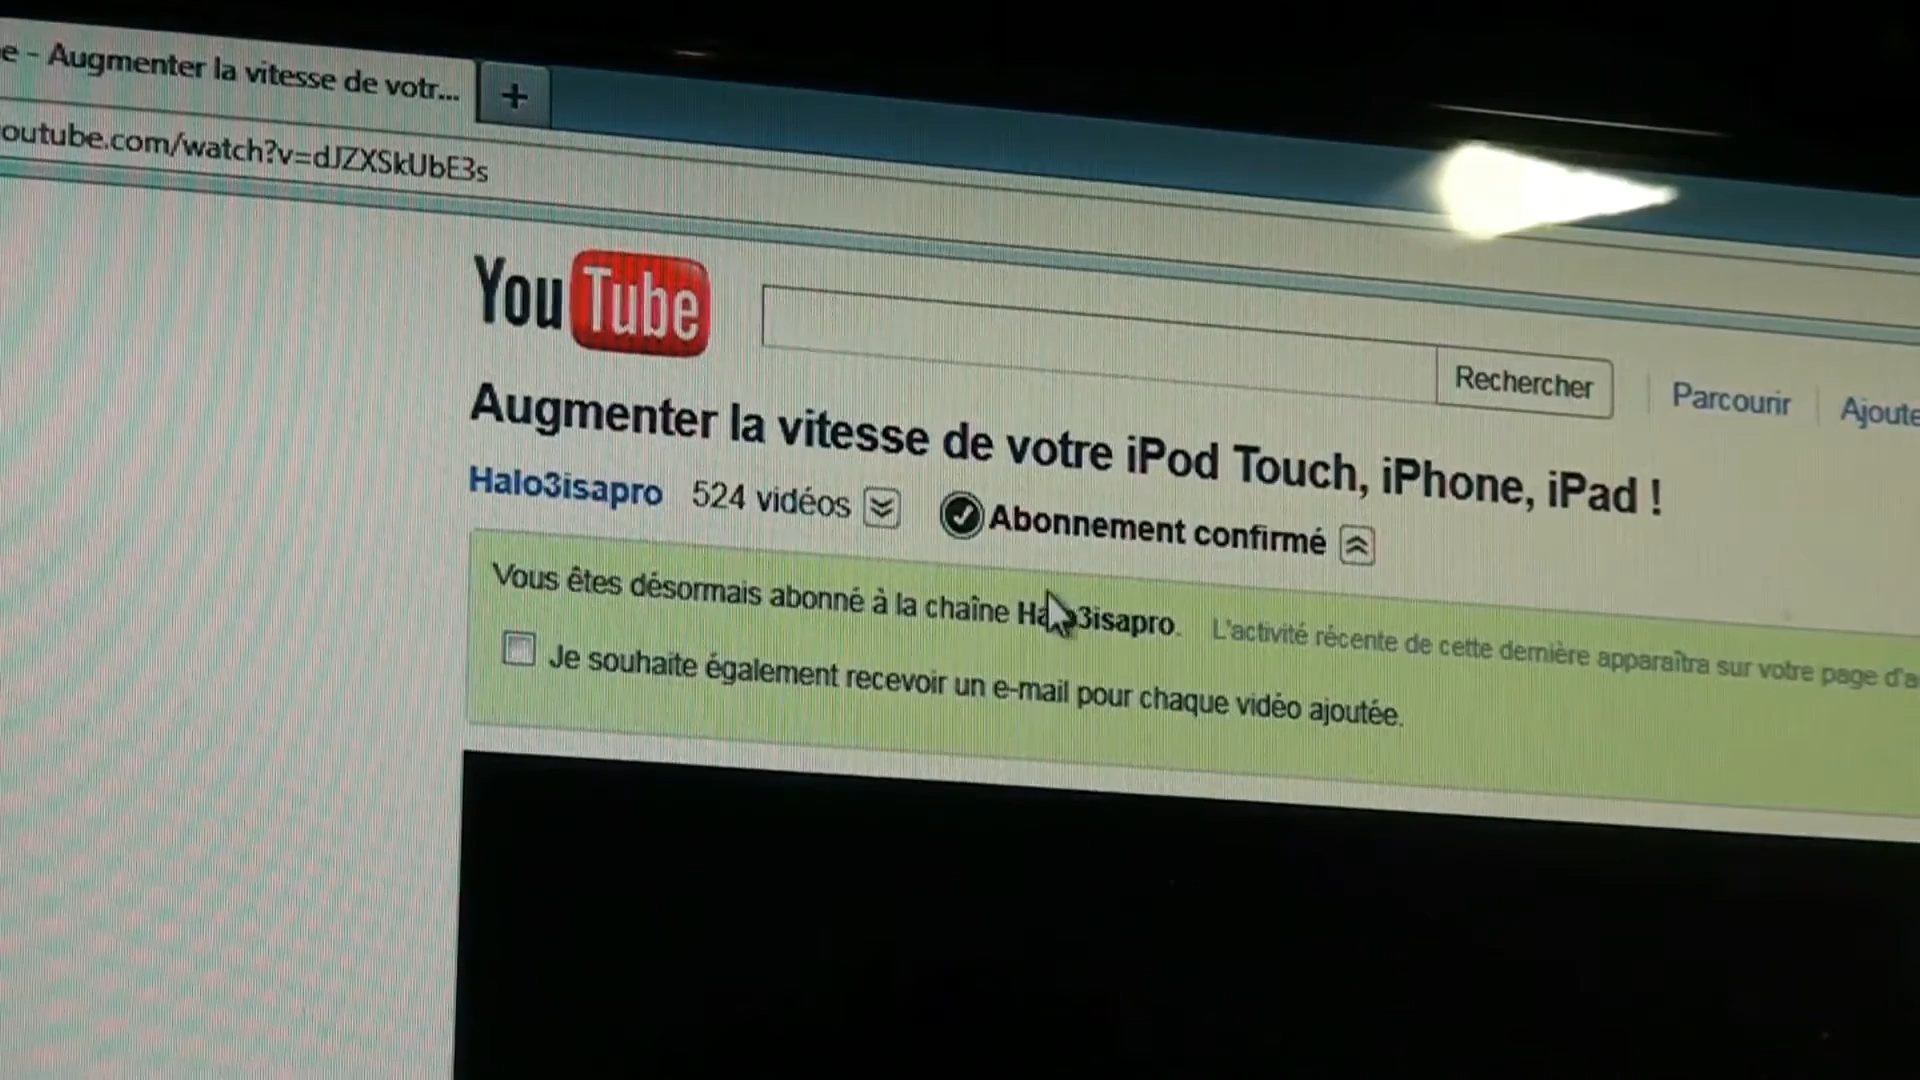 e - Augmenter la vitesse de votr...
outube.com/watch?v=dJZXSkUbE3s
YouTube
Rechercher
Parcourir
Ajoute
Augmenter la vitesse de votre iPod Touch, iPhone, iPad !
Halo3isapro 524 vidéos Abonnement confirmé
Vous êtes désormais abonné à la chaîne Halo3isapro. L'activité récente de cette dernière apparaîtra sur votre page d'a
Je souhaite également recevoir un e-mail pour chaque vidéo ajoutée.